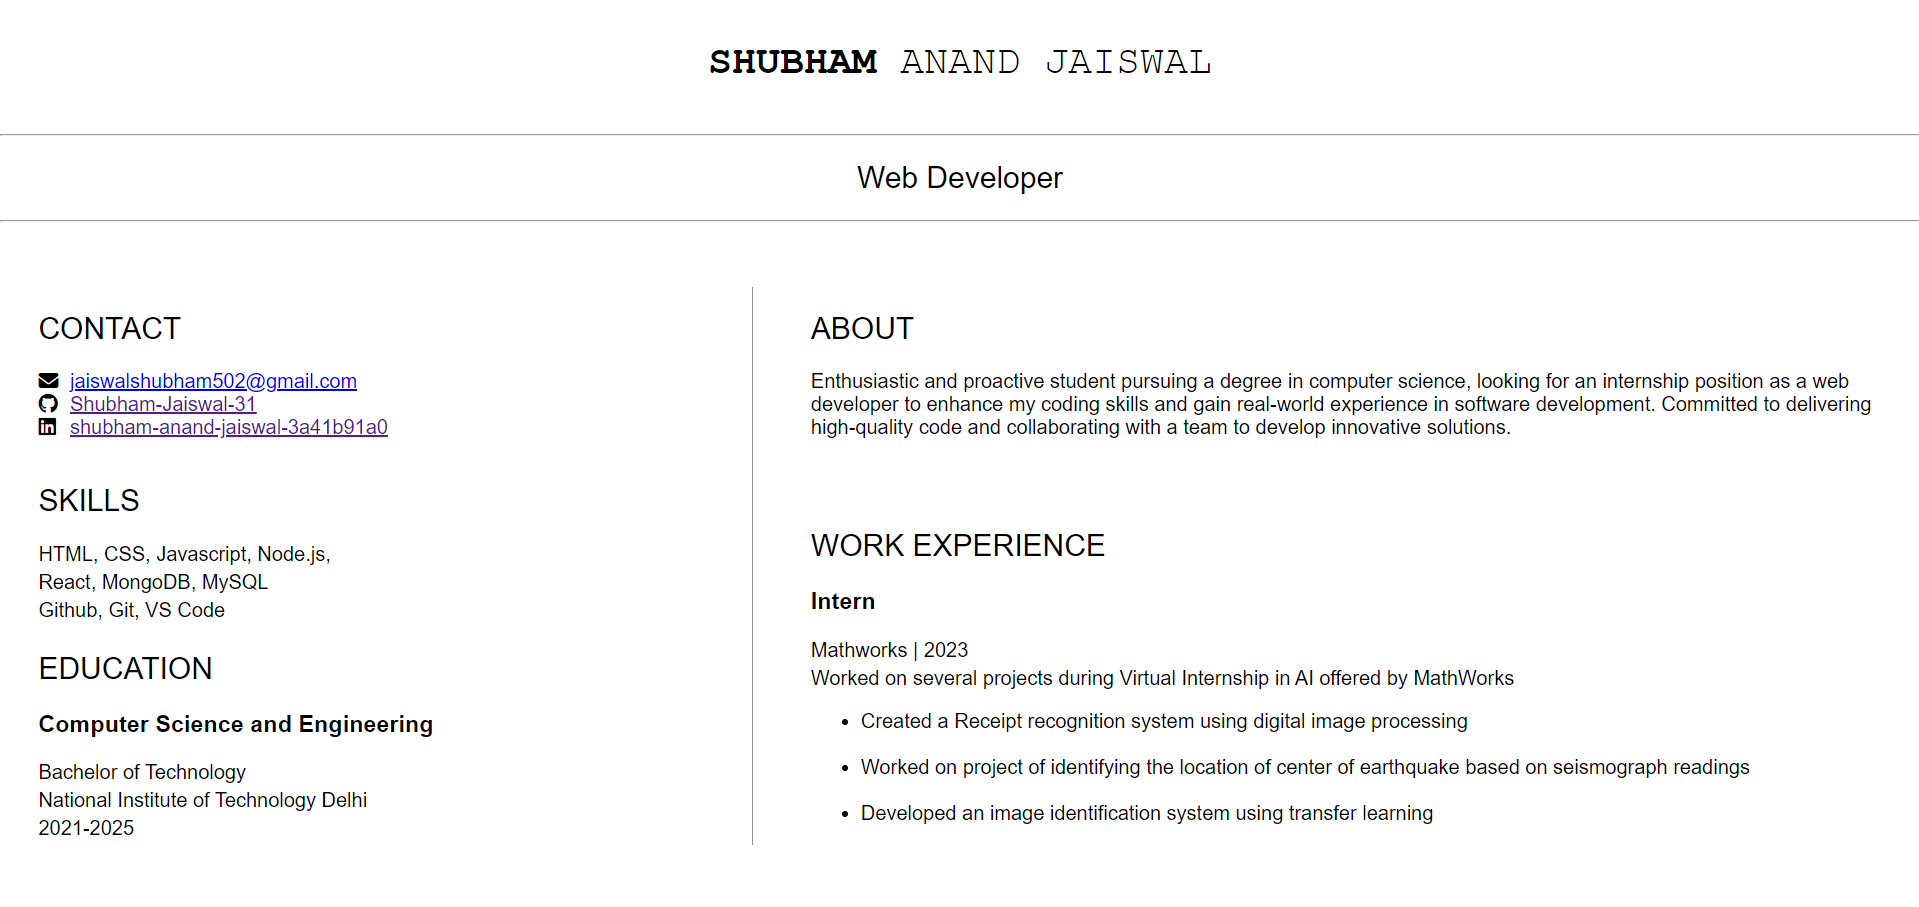 SHUBHAM ANAND JAISWAL
Web Developer
CONTACT
jaiswalshubham502@gmail.com
Shubham-Jaiswal-31
shubham-anand-jaiswal-3a41b91a0
SKILLS
HTML, CSS, Javascript, Node.js,
React, MongoDB, MySQL
Github, Git, VS Code
EDUCATION
Computer Science and Engineering
Bachelor of Technology
National Institute of Technology Delhi
2021-2025
ABOUT
Enthusiastic and proactive student pursuing a degree in computer science, looking for an internship position as a web
developer to enhance my coding skills and gain real-world experience in software development. Committed to delivering
high-quality code and collaborating with a team to develop innovative solutions.
WORK EXPERIENCE
Intern
Mathworks | 2023
Worked on several projects during Virtual Internship in AI offered by MathWorks
• Created a Receipt recognition system using digital image processing
• Worked on project of identifying the location of center of earthquake based on seismograph readings
• Developed an image identification system using transfer learning